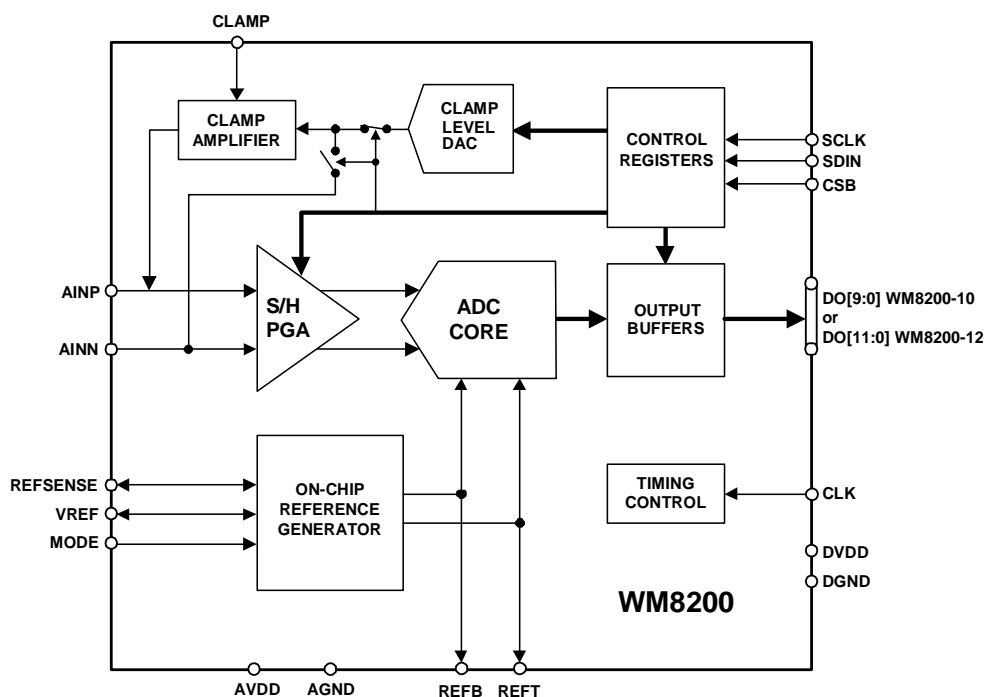 CLAMP
CLAMP
AMPLIFIER
CLAMP
LEVEL
DAC
CONTROL
REGISTERS
SCLK
SDIN
CSB
AINP
AINN
S/H
PGA
ADC
CORE
OUTPUT
BUFFERS
DO[9:0] WM8200-10
or
DO[11:0] WM8200-12
REFSENSE
VREF
MODE
ON-CHIP
REFERENCE
GENERATOR
TIMING
CONTROL
CLK
DVDD
DGND
WM8200
AVDD
AGND
REFB
REFT